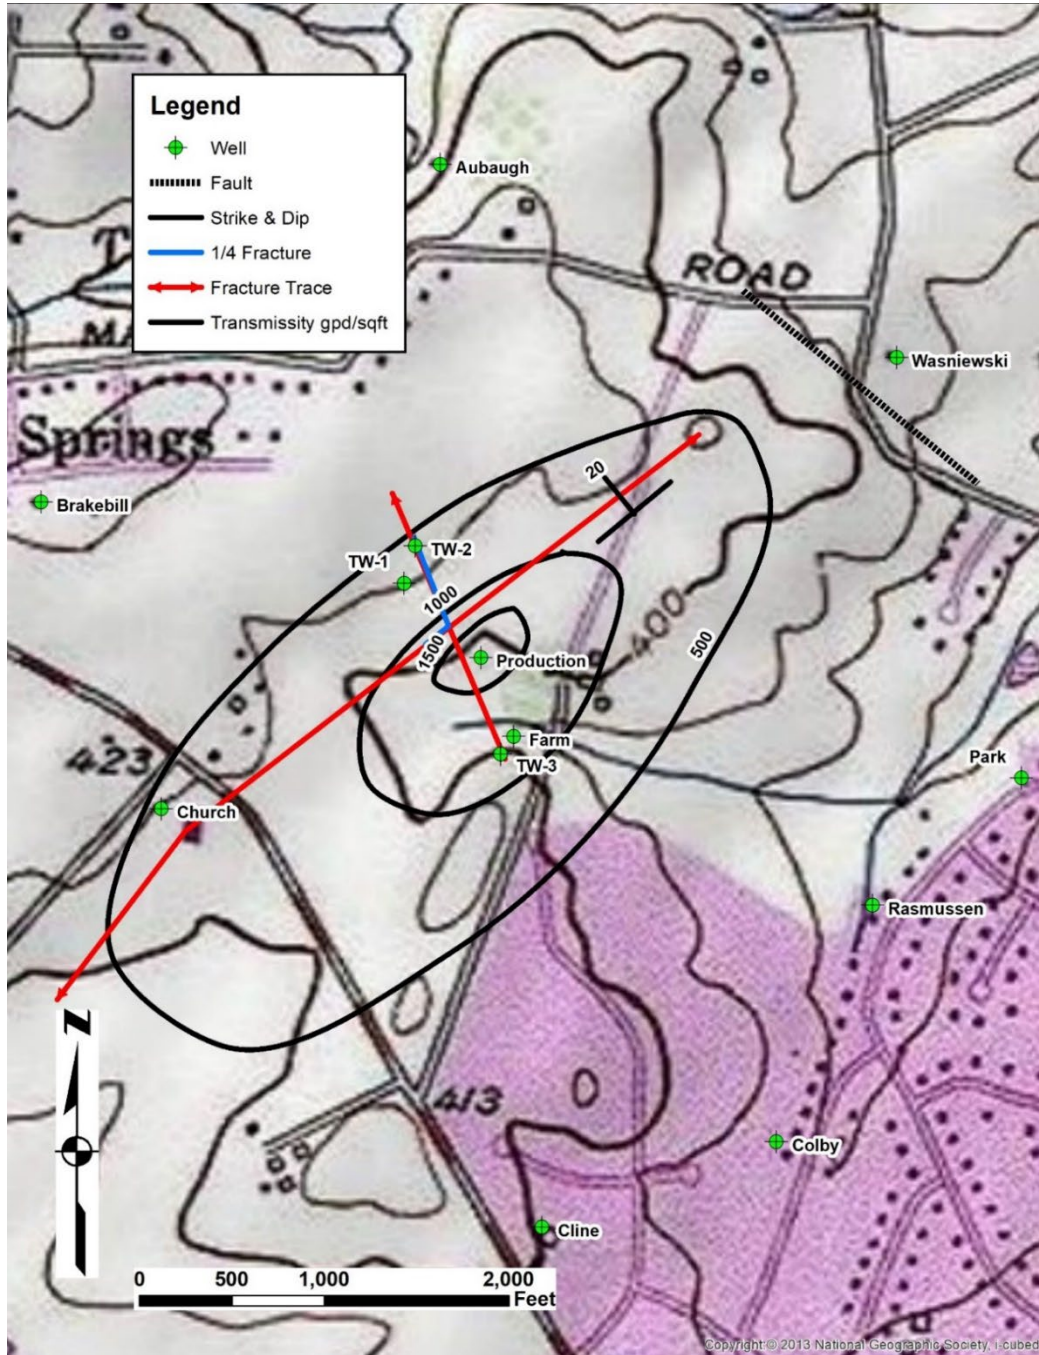 Legend
Well
Fault
Strike & Dip
1/4 Fracture
Fracture Trace
Transmissity gpd/sqft
Aubaugh
T
ROAD
MA
Wasniewski
Springs
20
Brakebill
TW-2
TW-1
1000
400
500
1500
Production
Farm
TW-3
423
Park
Church
Rasmussen
N
413
Colby
Cline
0 500 1,000 2,000
Feet
Copyright:© 2013 National Geographic Society, i-cubed